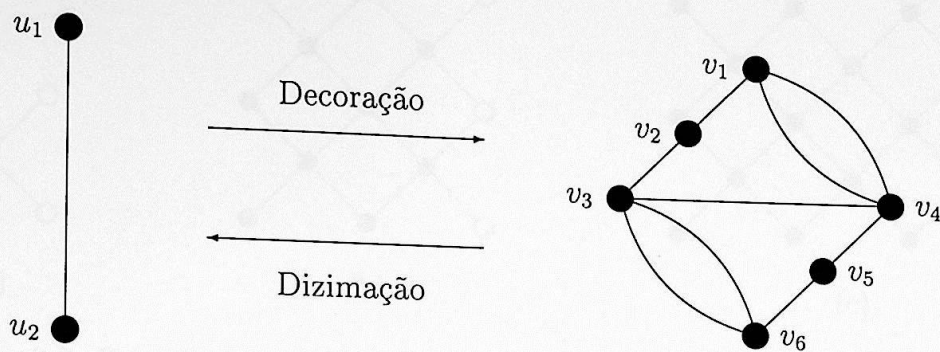 u₁
u₂
Decoração
Dizimação
v₁
v₂
v₃
v₄
v₅
v₆